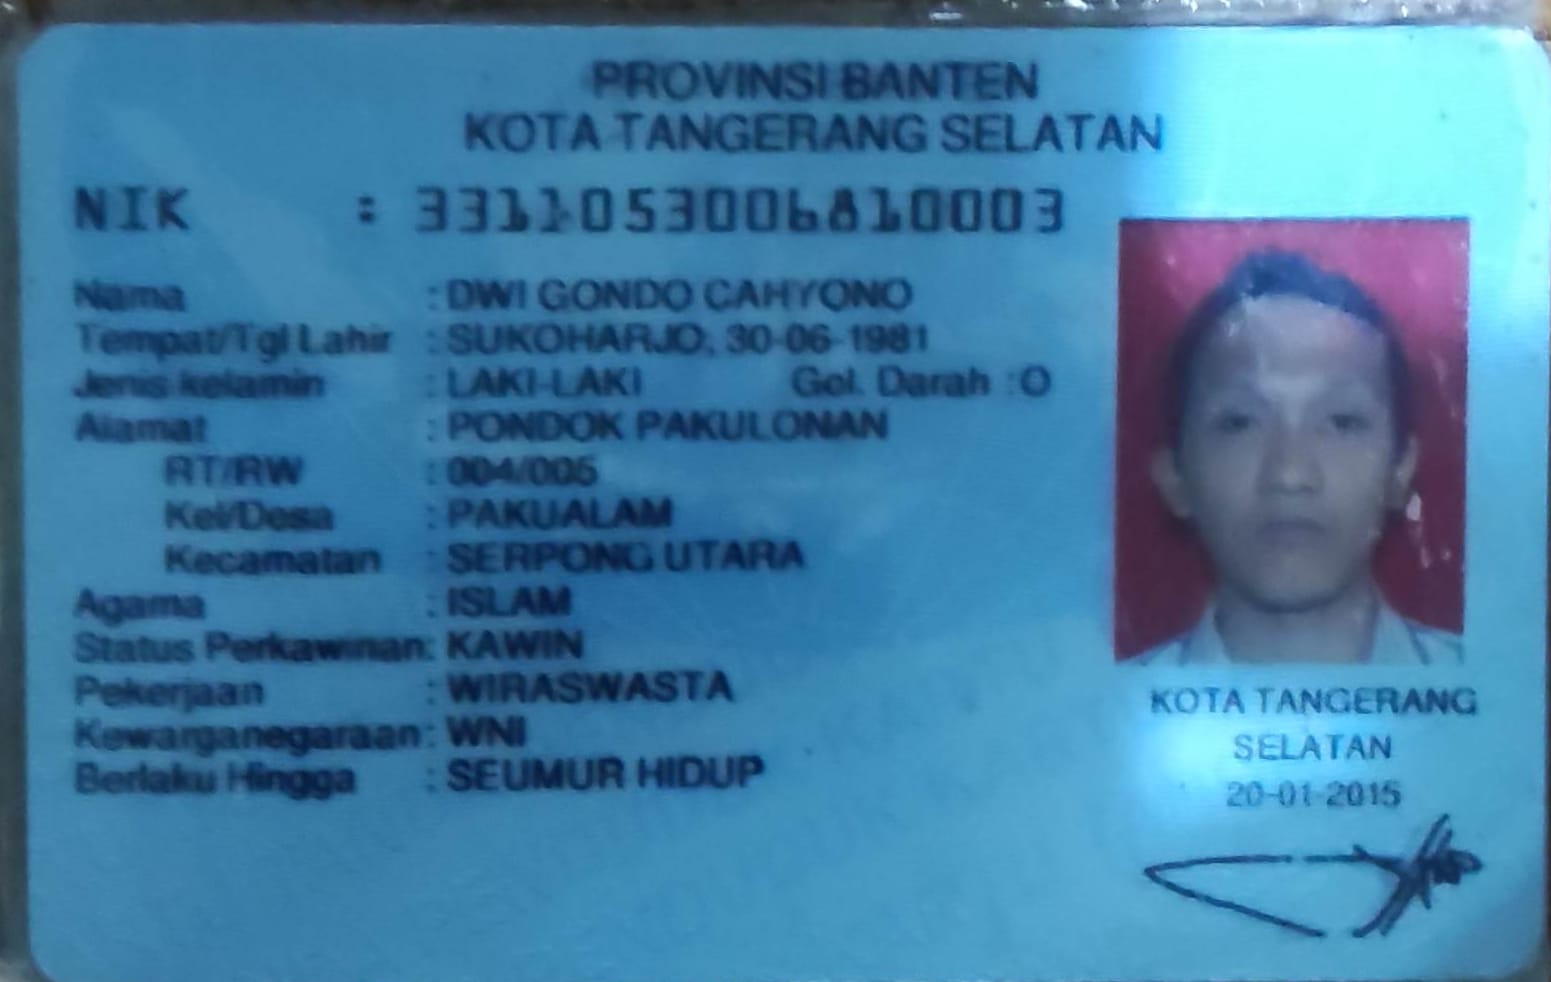 PROVINSI BANTEN
KOTA TANGERANG SELATAN
NIK : 3311053006810003
Nama : DWI GONDO CAHYONO
Tempat/Tgl Lahir : SUKOHARJO, 30-06-1981
Jenis kelamin : LAKI-LAKI Gol. Darah : O
Alamat : PONDOK PAKULONAN
RT/RW : 004/005
Kel/Desa : PAKUALAM
Kecamatan : SERPONG UTARA
Agama : ISLAM
Status Perkawinan: KAWIN
Pekerjaan : WIRASWASTA
Kewarganegaraan: WNI
Berlaku Hingga : SEUMUR HIDUP
KOTA TANGERANG
SELATAN
20-01-2015